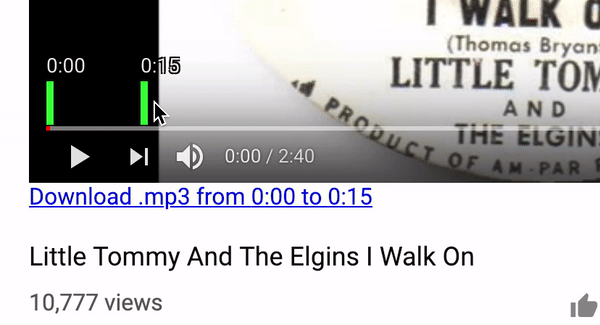 I WALK O
(Thomas Bryan
LITTLE TOM
AND
THE ELGIN
PRODUCT OF AM-PAR
0:00
0:15
0:00 / 2:40
Download .mp3 from 0:00 to 0:15
Little Tommy And The Elgins I Walk On
10,777 views